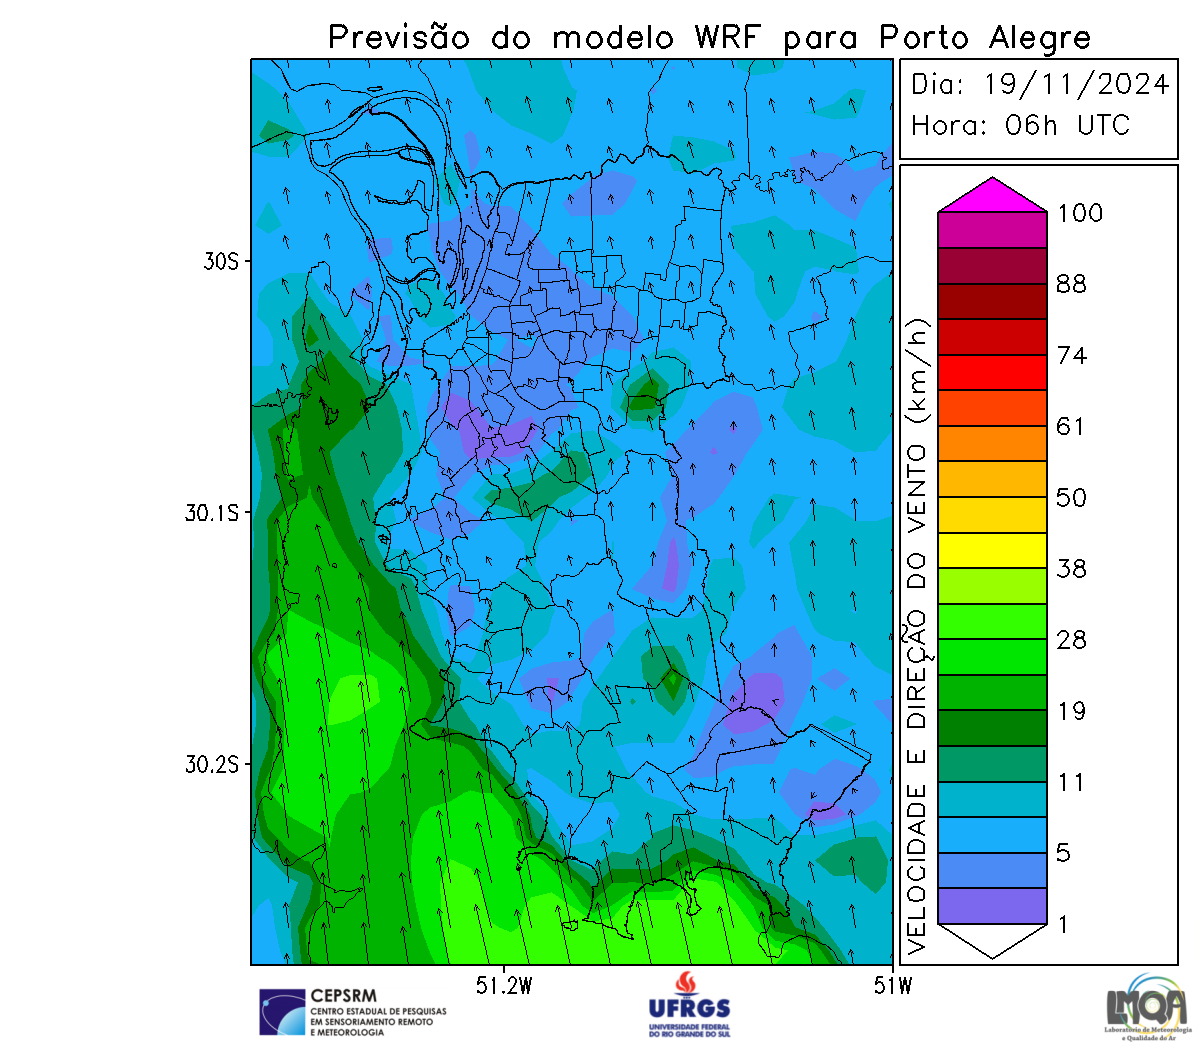 Previsão do modelo WRF para Porto Alegre
Dia: 19/11/2024
Hora: 06h UTC
30S
30.1S
30.2S
51.2W
51W
VELOCIDADE E DIREÇÃO DO VENTO (km/h)
100
88
74
61
50
38
28
19
11
5
1
CEPSRM
CENTRO ESTADUAL DE PESQUISAS
EM SENSORIAMENTO REMOTO
E METEOROLOGIA
UFRGS
UNIVERSIDADE FEDERAL
DO RIO GRANDE DO SUL
LMQA
Laboratório de Meteorologia
e Qualidade do Ar